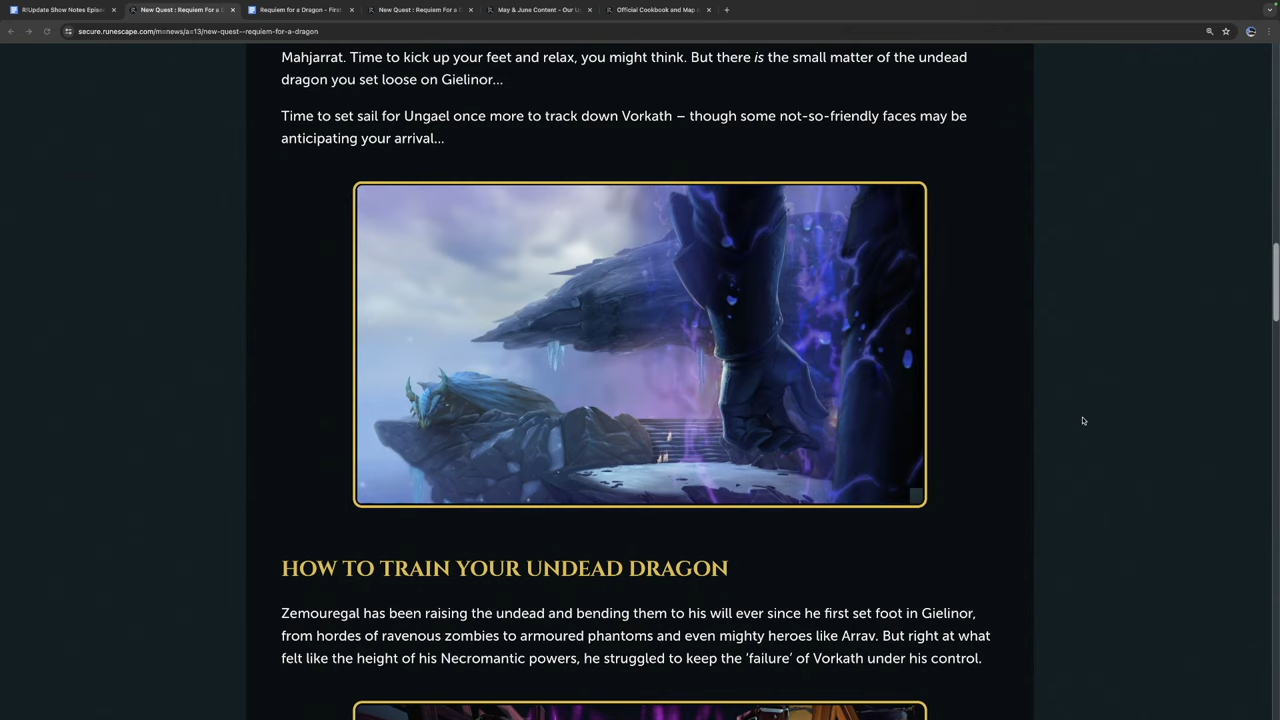 R!Update Show Notes Episo
New Quest : Requiem For a D
Requiem for a Dragon - First
New Quest : Requiem For a D
May & June Content - Our U
Official Cookbook and Map a
secure.runescape.com/m=news/a=13/new-quest--requiem-for-a-dragon
Mahjarrat. Time to kick up your feet and relax, you might think. But there is the small matter of the undead
dragon you set loose on Gielinor...
Time to set sail for Ungael once more to track down Vorkath – though some not-so-friendly faces may be
anticipating your arrival...
HOW TO TRAIN YOUR UNDEAD DRAGON
Zemouregal has been raising the undead and bending them to his will ever since he first set foot in Gielinor,
from hordes of ravenous zombies to armoured phantoms and even mighty heroes like Arrav. But right at what
felt like the height of his Necromantic powers, he struggled to keep the ‘failure’ of Vorkath under his control.